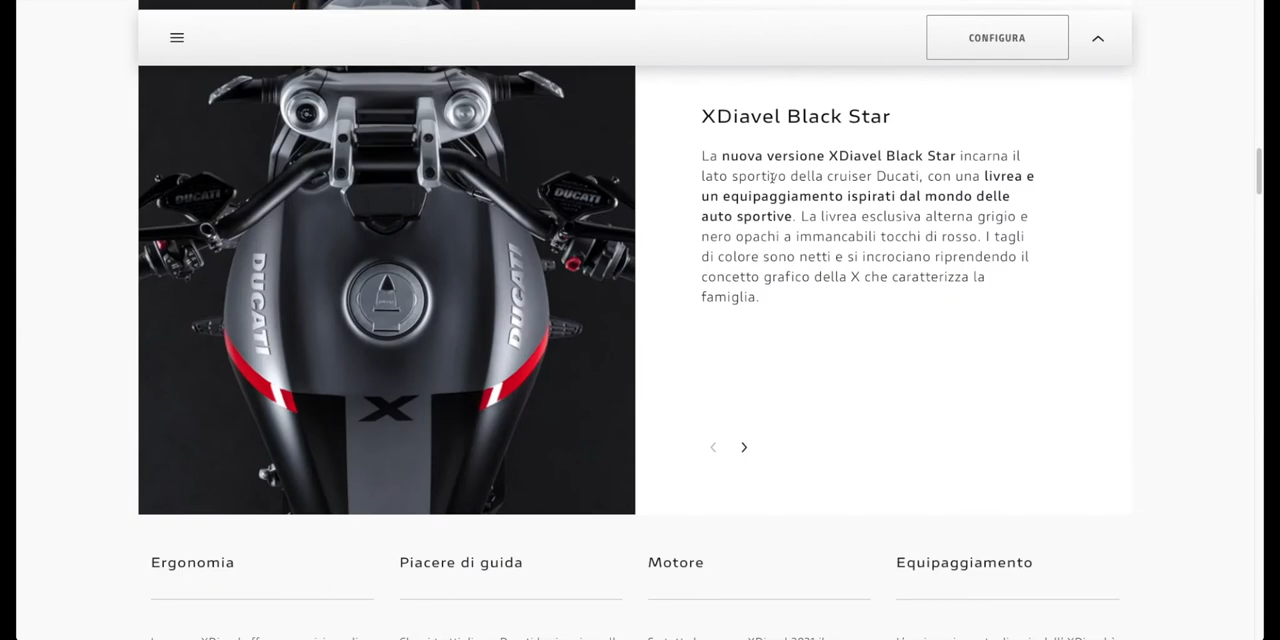 CONFIGURA
DUCATI
DUCATI
DUCATI
DUCATI
X
XDiavel Black Star
La nuova versione XDiavel Black Star incarna il
lato sportivo della cruiser Ducati, con una livrea e
un equipaggiamento ispirati dal mondo delle
auto sportive. La livrea esclusiva alterna grigio e
nero opachi a immancabili tocchi di rosso. I tagli
di colore sono netti e si incrociano riprendendo il
concetto grafico della X che caratterizza la
famiglia.
Ergonomia
Piacere di guida
Motore
Equipaggiamento